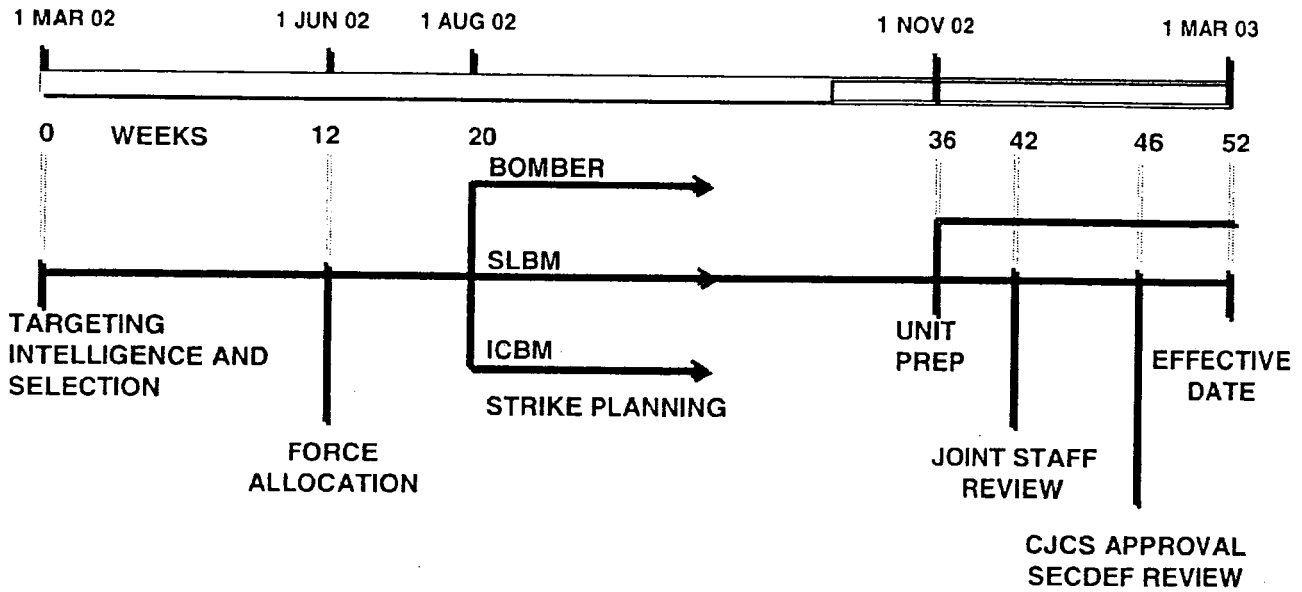 1 MAR 02 1 JUN 02 1 AUG 02 1 NOV 02 1 MAR 03
0 WEEKS 12 20 36 42 46 52
BOMBER
SLBM
ICBM
STRIKE PLANNING
TARGETING
INTELLIGENCE AND
SELECTION
FORCE
ALLOCATION
UNIT
PREP
JOINT STAFF
REVIEW
CJCS APPROVAL
SECDEF REVIEW
EFFECTIVE
DATE